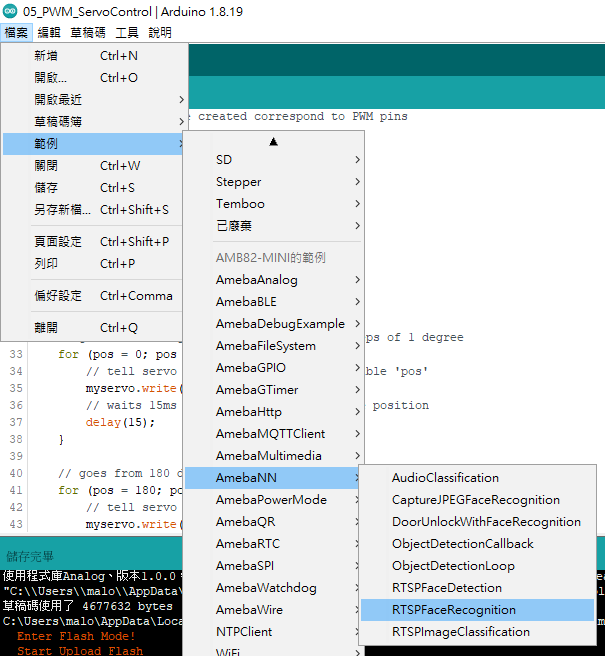 05_PWM_ServoControl | Arduino 1.8.19
檔案 編輯 草稿碼 工具 說明
新增 Ctrl+N
開啟... Ctrl+O
開啟最近
草稿碼簿
範例
關閉 Ctrl+W
儲存 Ctrl+S
另存新檔... Ctrl+Shift+S
頁面設定 Ctrl+Shift+P
列印 Ctrl+P
偏好設定 Ctrl+Comma
離開 Ctrl+Q
created correspond to PWM pins
SD
Stepper
Temboo
已廢棄
AMB82-MINI的範例
AmebaAnalog
AmebaBLE
AmebaDebugExample
AmebaFileSystem
AmebaGPIO
AmebaGTimer
AmebaHttp
AmebaMQTTClient
AmebaMultimedia
AmebaNN
AmebaPowerMode
AmebaQR
AmebaRTC
AmebaSPI
AmebaWatchdog
AmebaWire
NTPClient
WiFi
AudioClassification
CaptureJPEGFaceRecognition
DoorUnlockWithFaceRecognition
ObjectDetectionCallback
ObjectDetectionLoop
RTSPFaceDetection
RTSPFaceRecognition
RTSPImageClassification
of 1 degree
33 for (pos = 0; pos
34 // tell servo 'pos'
35 myservo.write(
36 // waits 15ms position
37 delay(15);
38 }
39
40 // goes from 180 d
41 for (pos = 180; po
42 // tell servo
43 myservo.write(
儲存完畢
使用程式庫Analog、版本1.0.0
"C:\\Users\\malo\\AppData\
草稿碼使用了 4677632 bytes
C:\Users\malo\AppData\Loca
Enter Flash Mode!
Start Upload Flash